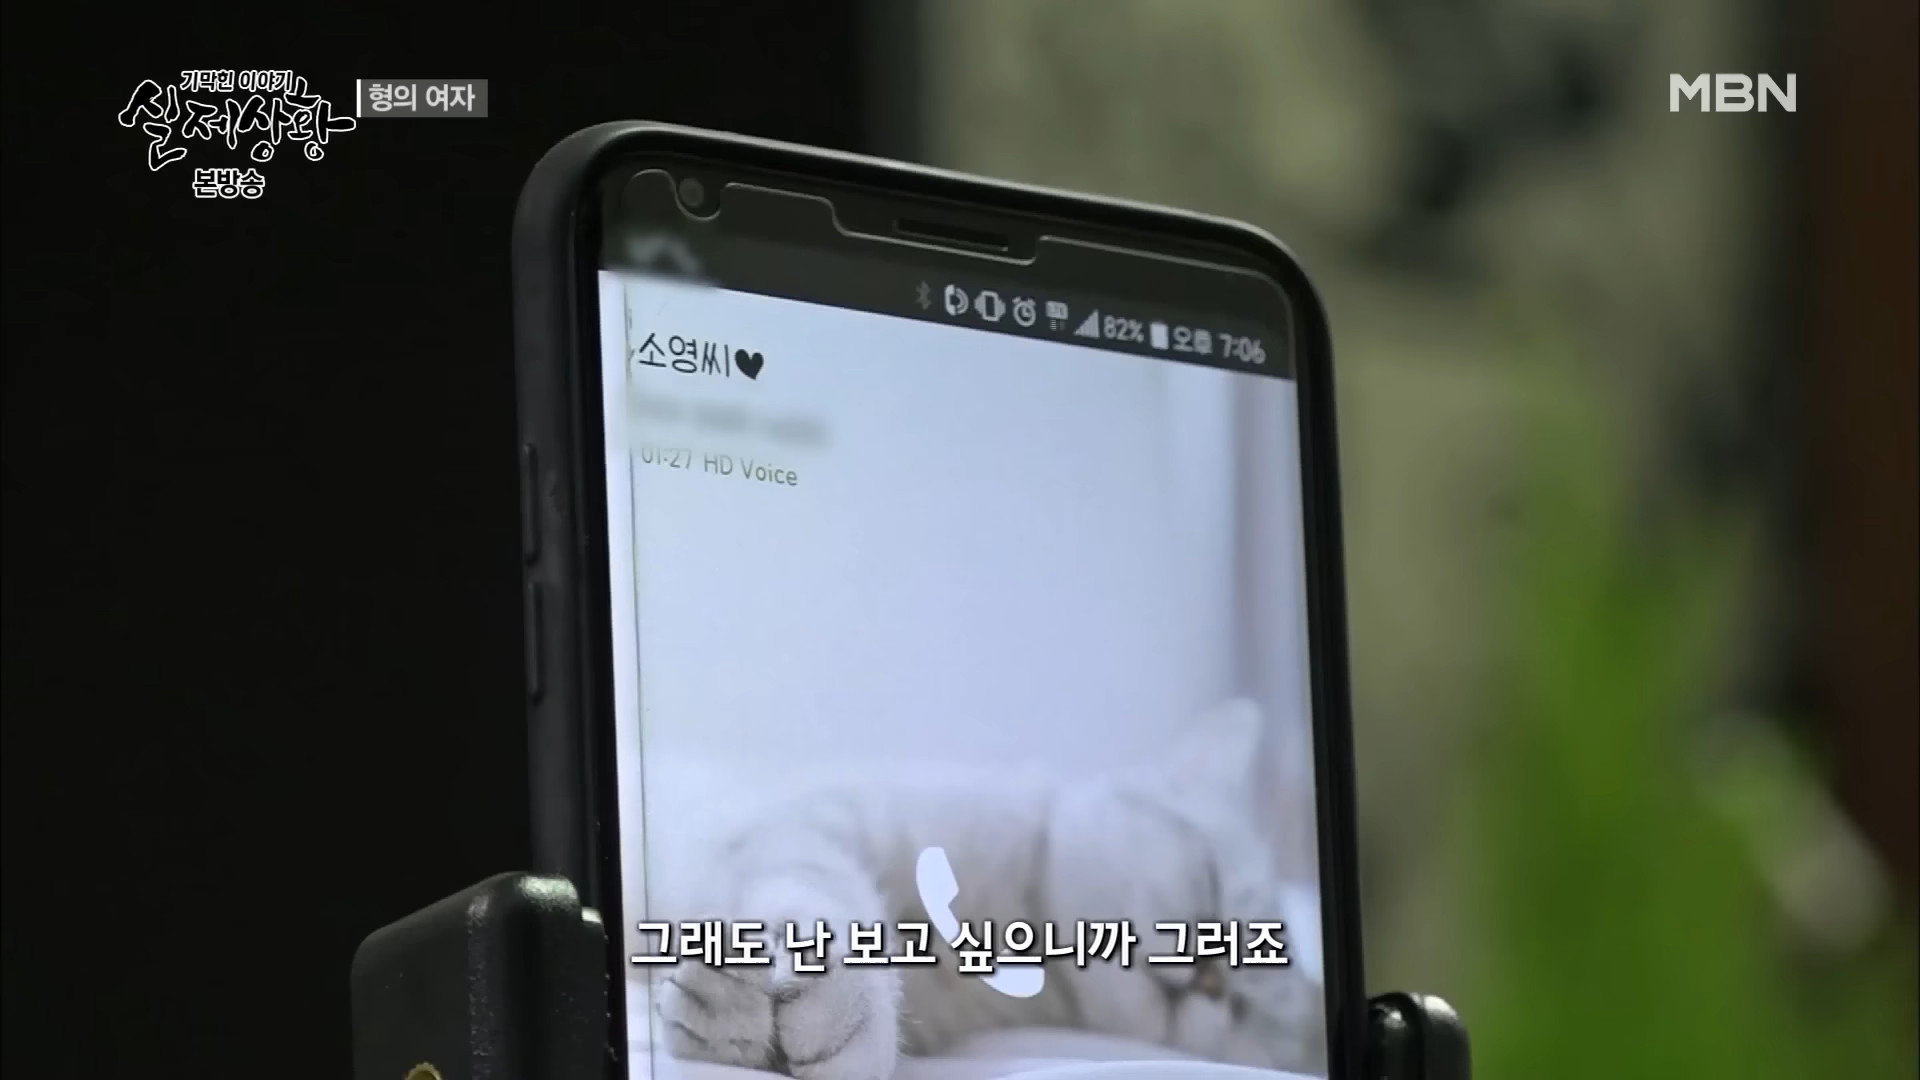 기막힌 이야기
실제상황
본방송
형의 여자
MBN
82% 오후 7:06
소영씨♥
01:27 HD Voice
그래도 난 보고 싶으니까 그러죠